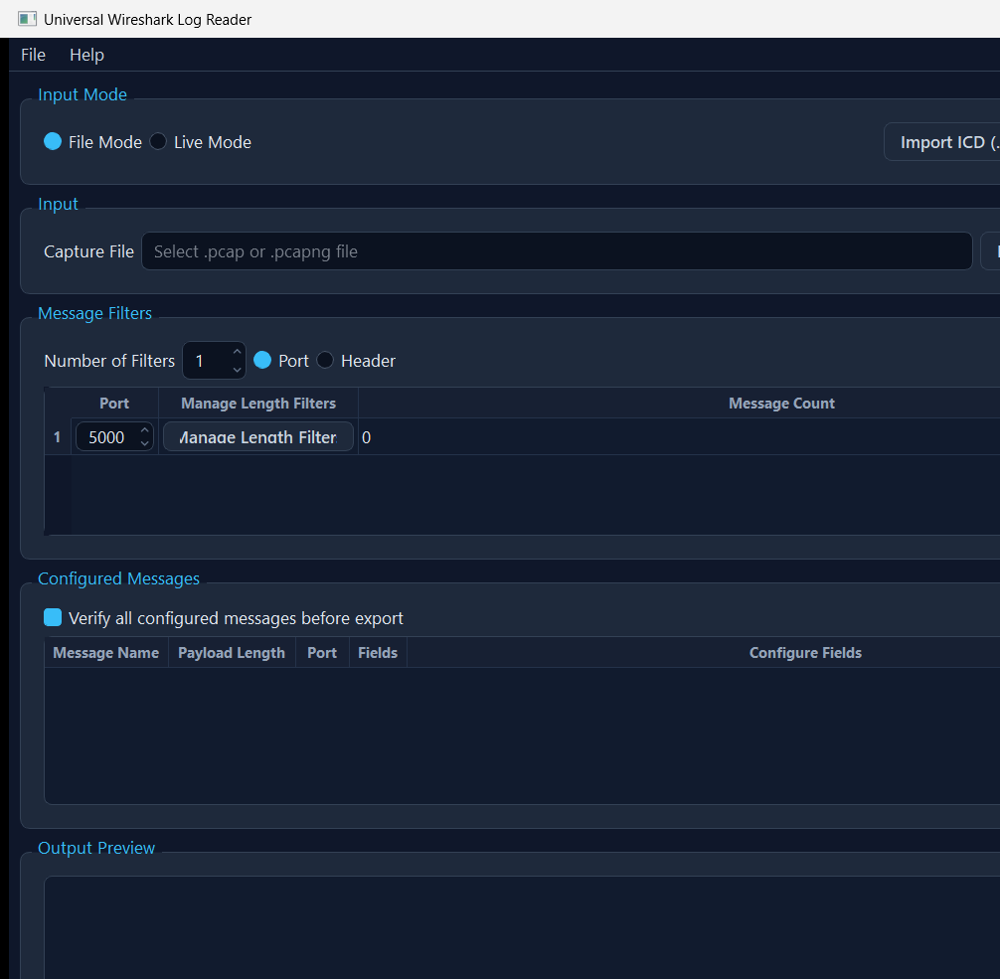 Universal Wireshark Log Reader
File Help
Input Mode
File Mode Live Mode Import ICD (.
Input
Capture File Select .pcap or .pcapng file
Message Filters
Number of Filters 1 Port Header
Port Manage Length Filters Message Count
1 5000 Manage Length Filter 0
Configured Messages
Verify all configured messages before export
Message Name Payload Length Port Fields Configure Fields
Output Preview